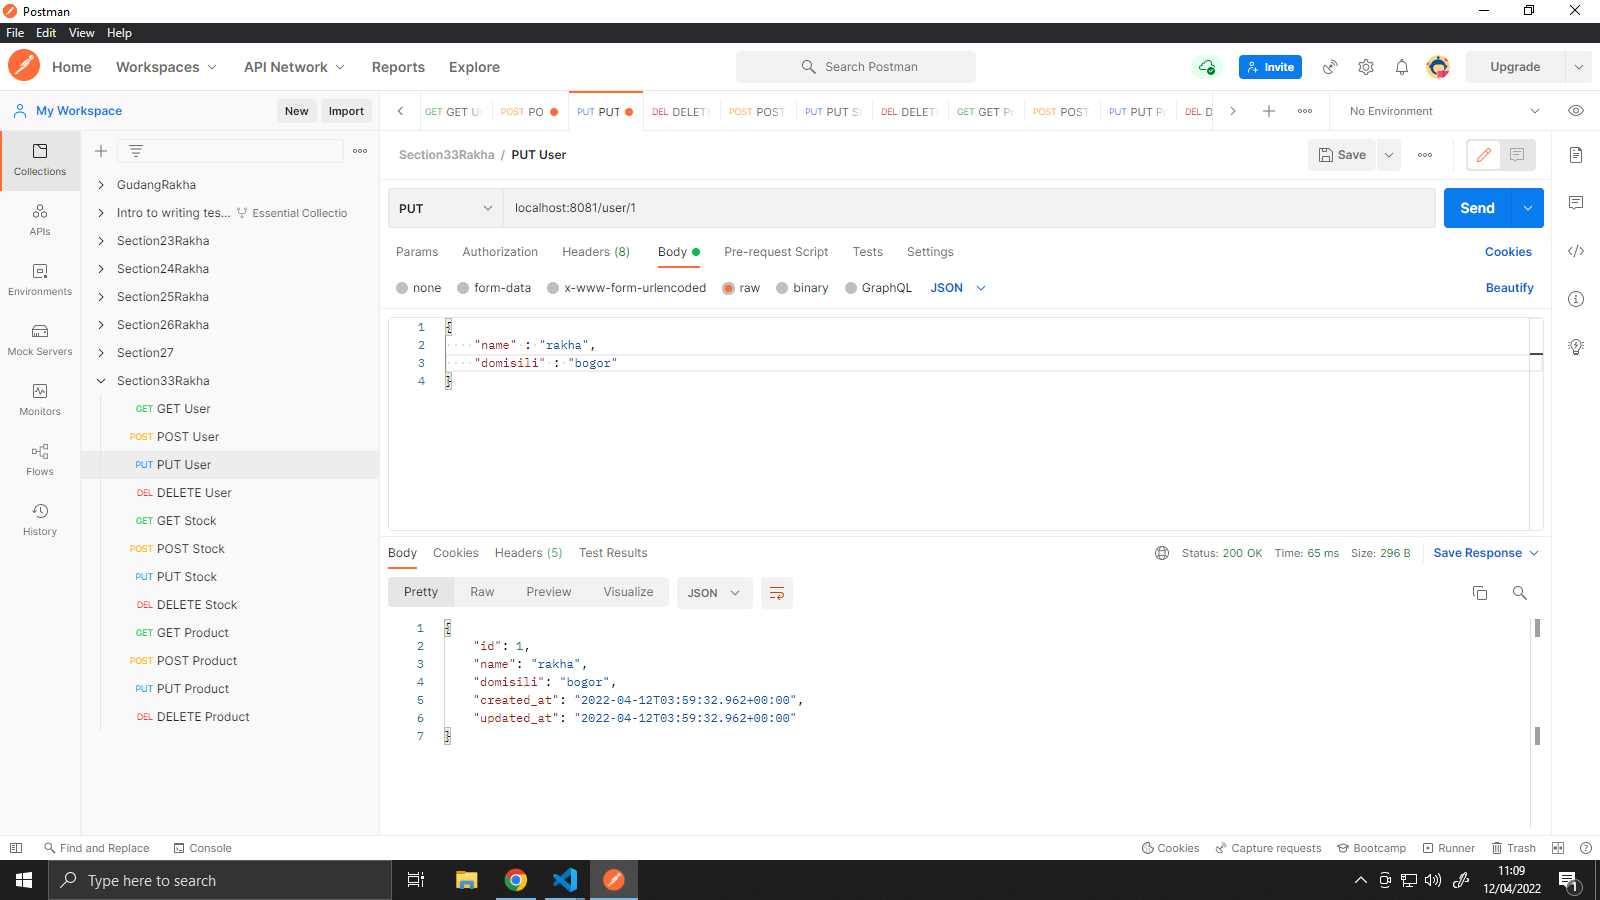 Postman
File Edit View Help
Home Workspaces API Network Reports Explore Search Postman Invite Upgrade
My Workspace New Import
GET GET Us POST PO PUT PUT DEL DELETE POST POST PUT PUT St DEL DELETE GET GET Pr POST POST PUT PUT Pr DEL D No Environment
Section33Rakha / PUT User Save
Collections
APIs
Environments
Mock Servers
Monitors
Flows
History
GudangRakha
Intro to writing tes... Essential Collectio
Section23Rakha
Section24Rakha
Section25Rakha
Section26Rakha
Section27
Section33Rakha
GET GET User
POST POST User
PUT PUT User
DEL DELETE User
GET GET Stock
POST POST Stock
PUT PUT Stock
DEL DELETE Stock
GET GET Product
POST POST Product
PUT PUT Product
DEL DELETE Product
PUT localhost:8081/user/1 Send
Params Authorization Headers (8) Body Pre-request Script Tests Settings Cookies
none form-data x-www-form-urlencoded raw binary GraphQL JSON Beautify
1 {
2 "name" : "rakha",
3 "domisili" : "bogor"
4 }
Body Cookies Headers (5) Test Results Status: 200 OK Time: 65 ms Size: 296 B Save Response
Pretty Raw Preview Visualize JSON
1 {
2 "id": 1,
3 "name": "rakha",
4 "domisili": "bogor",
5 "created_at": "2022-04-12T03:59:32.962+00:00",
6 "updated_at": "2022-04-12T03:59:32.962+00:00"
7 }
Find and Replace Console Cookies Capture requests Bootcamp Runner Trash
Type here to search 11:09
12/04/2022 1